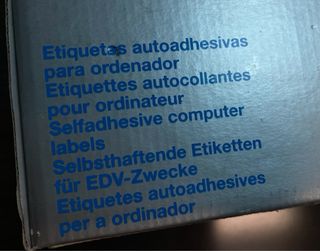 Etiquetas autoadhesivas
para ordenador
Etiquettes autocollantes
pour ordinateur
Selfadhesive computer
labels
Selbsthaftende Etiketten
für EDV-Zwecke
Etiquetes autoadhesives
per a ordinador